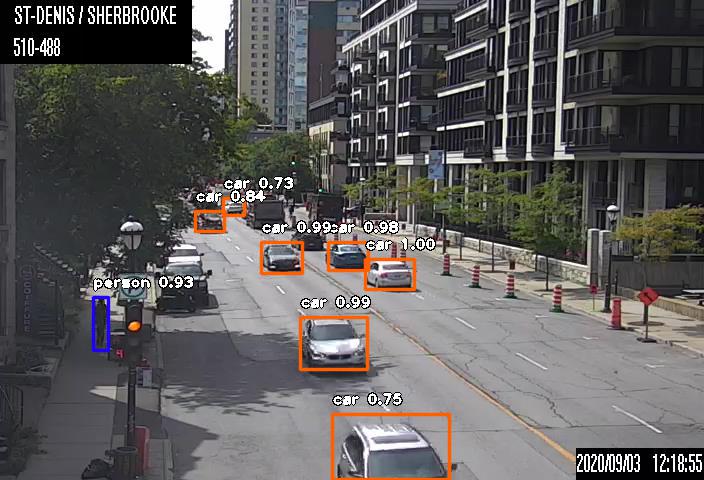 ST-DENIS / SHERBROOKE
510-488
car 0.73
car 0.84
car 0.99
car 0.98
car 1.00
person 0.93
car 0.99
car 0.75
2020/09/03 12:18:55